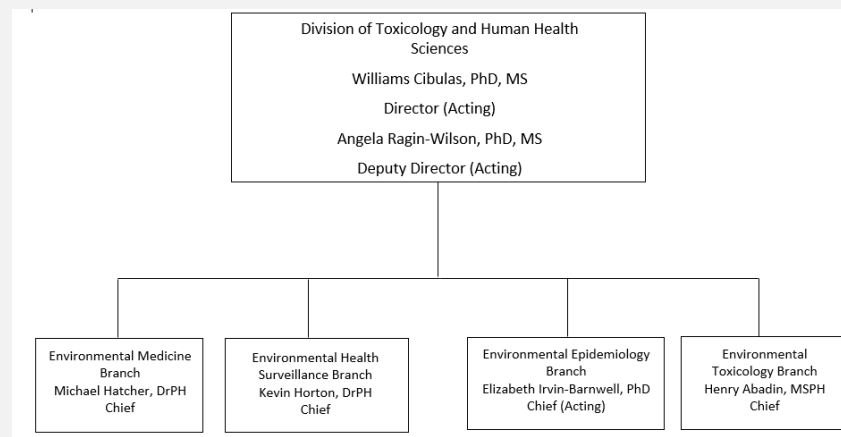 Division of Toxicology and Human Health
Sciences
Williams Cibulas, PhD, MS
Director (Acting)
Angela Ragin-Wilson, PhD, MS
Deputy Director (Acting)
Environmental Medicine
Branch
Michael Hatcher, DrPH
Chief
Environmental Health
Surveillance Branch
Kevin Horton, DrPH
Chief
Environmental Epidemiology
Branch
Elizabeth Irvin-Barnwell, PhD
Chief (Acting)
Environmental
Toxicology Branch
Henry Abadin, MSPH
Chief